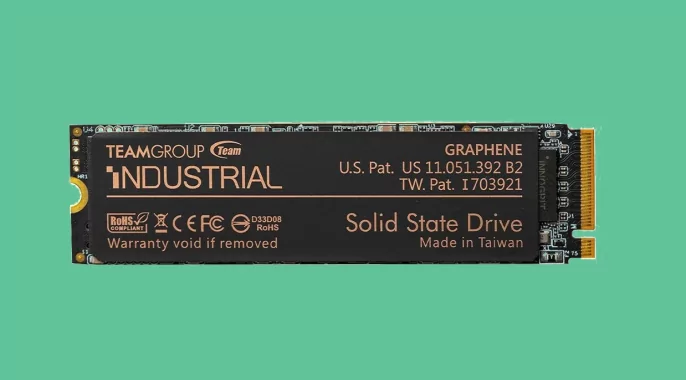 U4
TEAMGROUP Team
INDUSTRIAL
GRAPHENE
U.S. Pat. US 11.051.392 B2
TW. Pat. I 703921
RoHS
COMPLIANT
CE FC
D33D08
RoHS
Warranty void if removed
Solid State Drive
Made in Taiwan